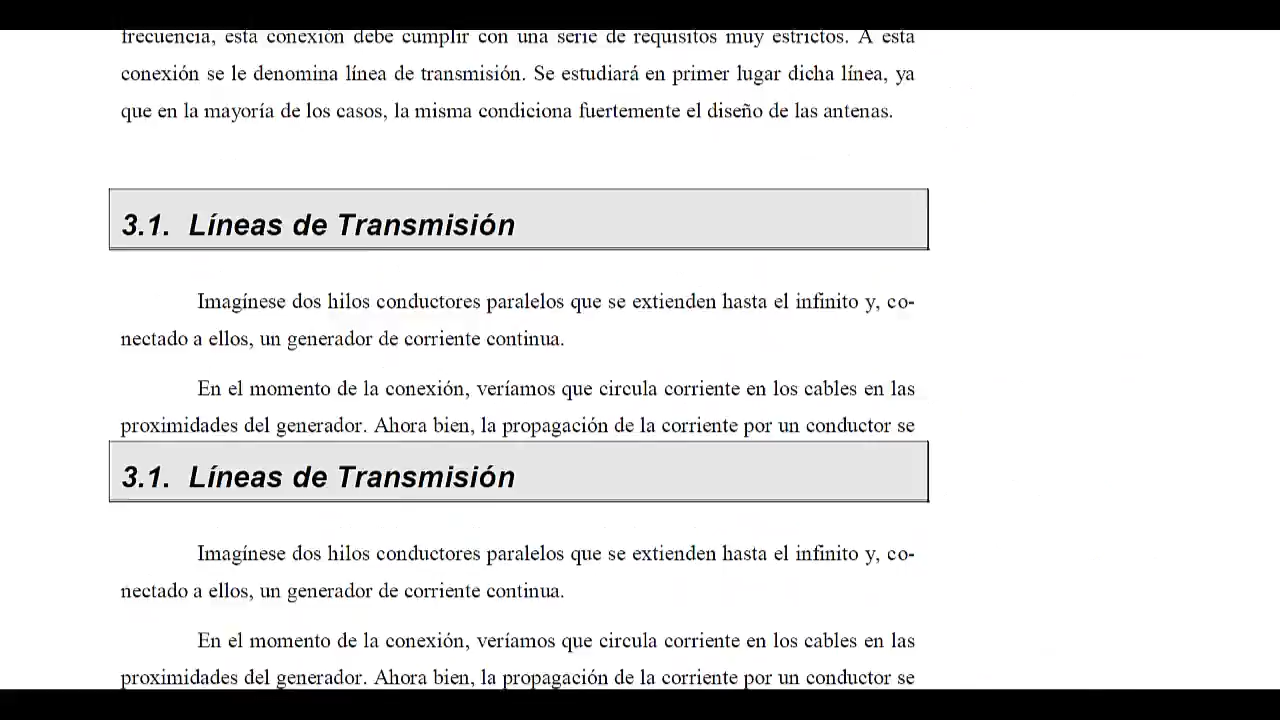 frecuencia, esta conexión debe cumplir con una serie de requisitos muy estrictos. A esta
conexión se le denomina línea de transmisión. Se estudiará en primer lugar dicha línea, ya
que en la mayoría de los casos, la misma condiciona fuertemente el diseño de las antenas.
3.1. Líneas de Transmisión
Imagínese dos hilos conductores paralelos que se extienden hasta el infinito y, co-
nectado a ellos, un generador de corriente continua.
En el momento de la conexión, veríamos que circula corriente en los cables en las
proximidades del generador. Ahora bien, la propagación de la corriente por un conductor se
3.1. Líneas de Transmisión
Imagínese dos hilos conductores paralelos que se extienden hasta el infinito y, co-
nectado a ellos, un generador de corriente continua.
En el momento de la conexión, veríamos que circula corriente en los cables en las
proximidades del generador. Ahora bien, la propagación de la corriente por un conductor se